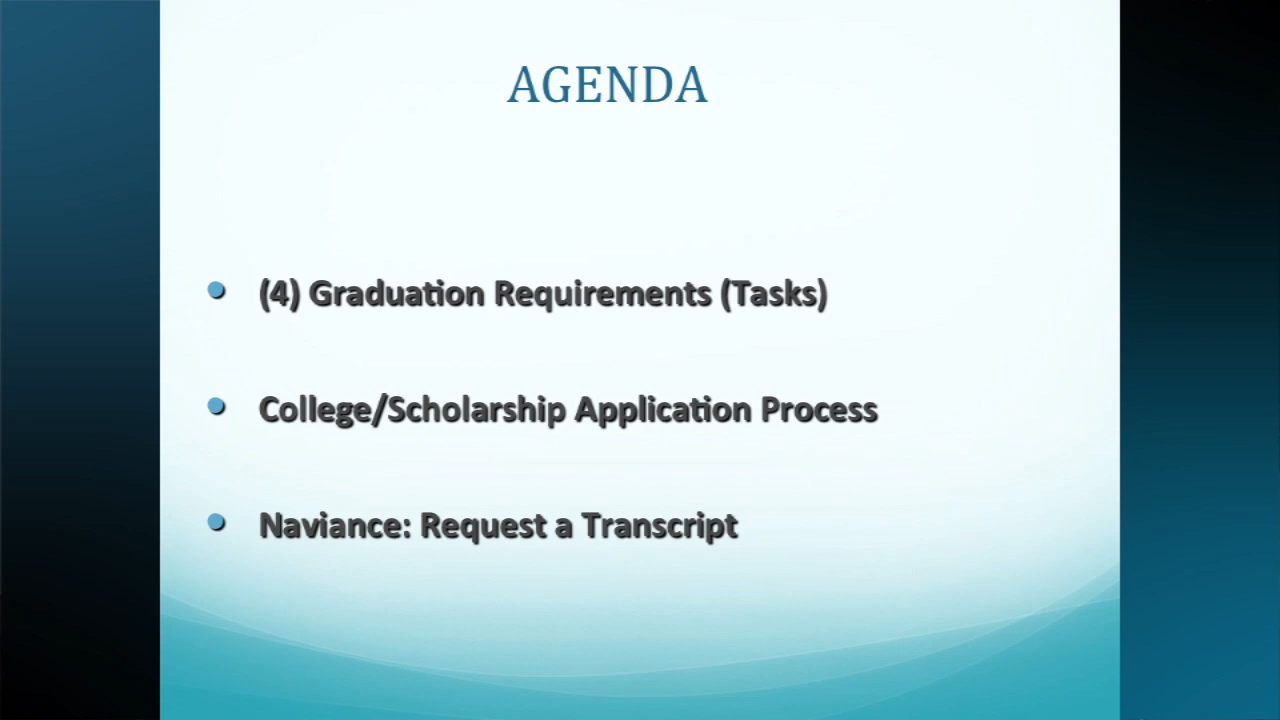 AGENDA
(4) Graduation Requirements (Tasks)
College/Scholarship Application Process
Naviance: Request a Transcript